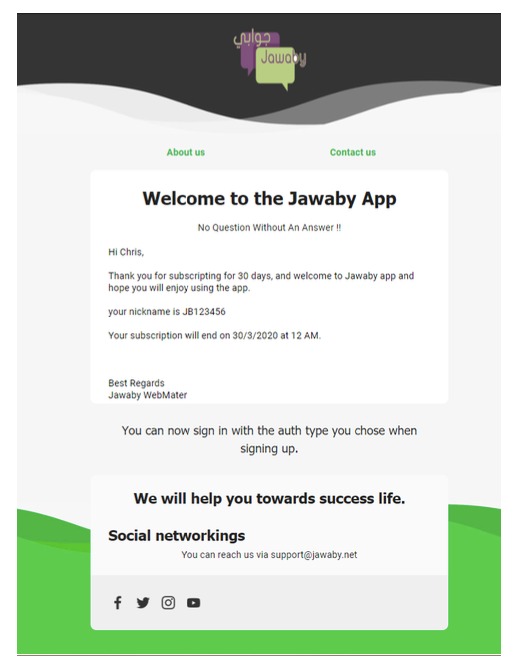 جوابي
Jawaby
About us
Contact us
Welcome to the Jawaby App
No Question Without An Answer !!
Hi Chris,
Thank you for subscripting for 30 days, and welcome to Jawaby app and
hope you will enjoy using the app.
your nickname is JB123456
Your subscription will end on 30/3/2020 at 12 AM.
Best Regards
Jawaby WebMater
You can now sign in with the auth type you chose when
signing up.
We will help you towards success life.
Social networkings
You can reach us via support@jawaby.net